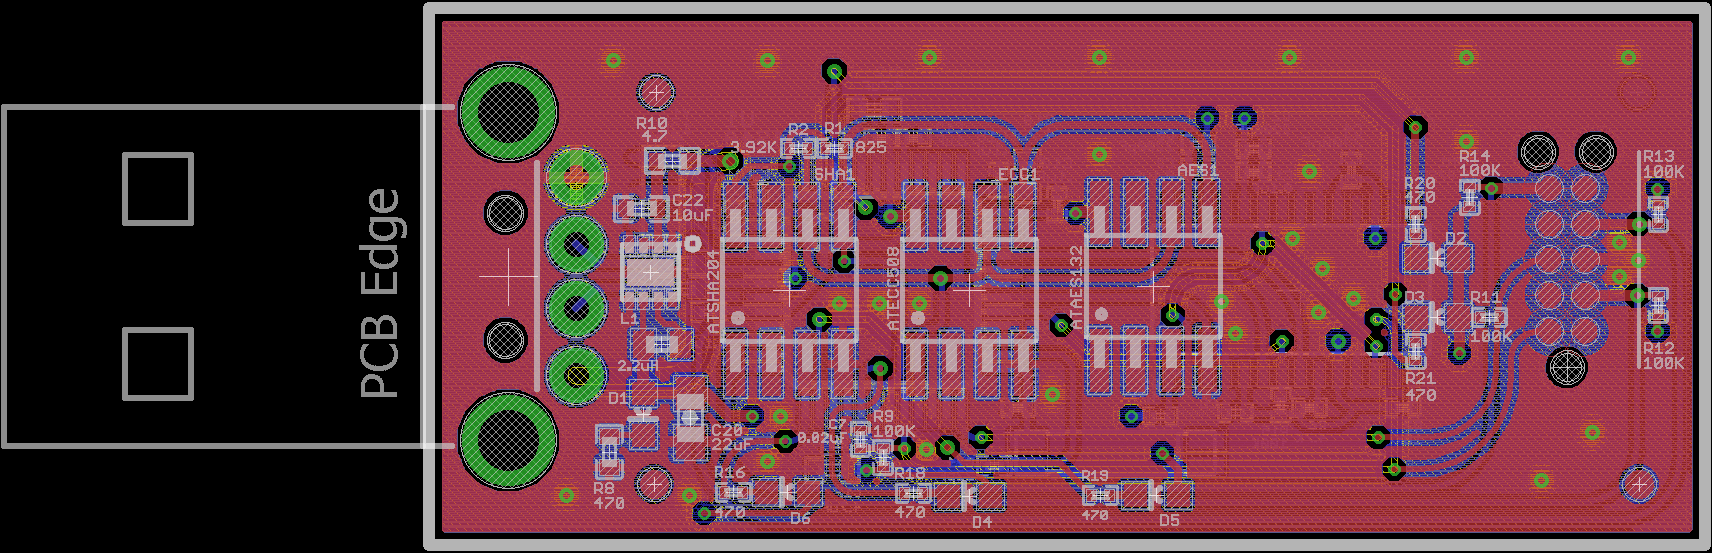 PCB Edge
R10
4.7
R2
R1
3.92K
825
SHA1
ECC1
AES1
C22
10uF
ATSHA204
ATECC508
ATAES132
L1
2.2uH
D1
C20
22uF
R8
470
R16
470
D6
0.02uF
C7
R9
100K
R18
470
D4
R19
470
D5
R14
100K
R13
100K
R20
470
D2
D3
R11
100K
R12
100K
R21
470